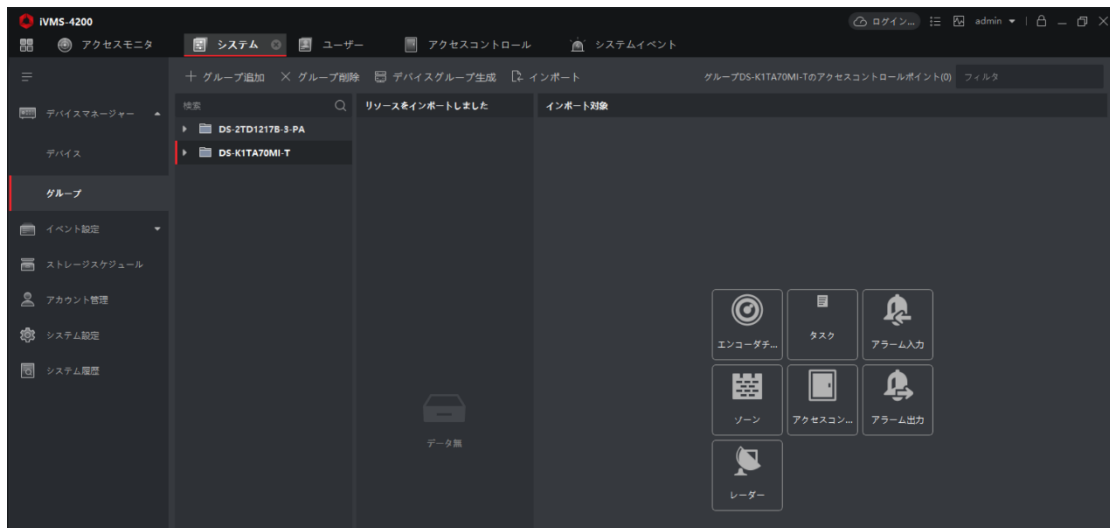 iVMS-4200
ログイン... admin
アクセスモニタ システム ユーザー アクセスコントロール システムイベント
グループ追加 グループ削除 デバイスグループ生成 インポート グループDS-K1TA70MI-Tのアクセスコントロールポイント(0) フィルタ
デバイスマネージャー
デバイス
グループ
イベント設定
ストレージスケジュール
アカウント管理
システム設定
システム履歴
検索
DS-2TD1217B-3-PA
DS-K1TA70MI-T
リソースをインポートしました
データ無
インポート対象
エンコーダチ...
タスク
アラーム入力
ゾーン
アクセスコン...
アラーム出力
レーダー